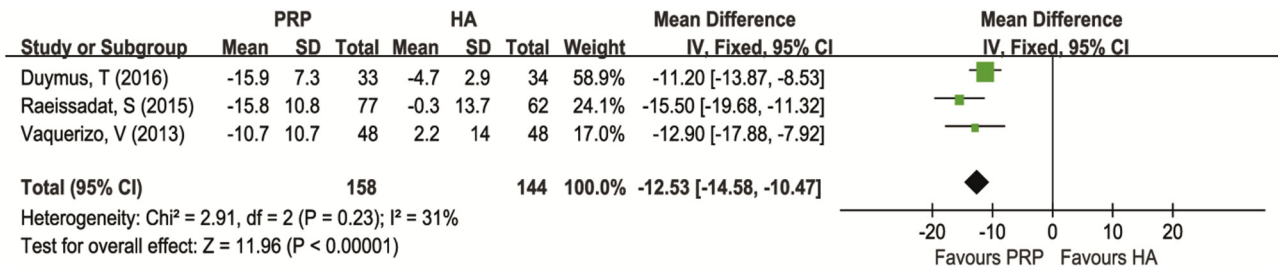 PRP HA Mean Difference Mean Difference
Study or Subgroup Mean SD Total Mean SD Total Weight IV, Fixed, 95% CI IV, Fixed, 95% CI
Duymus, T (2016) -15.9 7.3 33 -4.7 2.9 34 58.9% -11.20 [-13.87, -8.53]
Raeissadat, S (2015) -15.8 10.8 77 -0.3 13.7 62 24.1% -15.50 [-19.68, -11.32]
Vaquerizo, V (2013) -10.7 10.7 48 2.2 14 48 17.0% -12.90 [-17.88, -7.92]
Total (95% CI) 158 144 100.0% -12.53 [-14.58, -10.47]
Heterogeneity: Chi² = 2.91, df = 2 (P = 0.23); I² = 31%
Test for overall effect: Z = 11.96 (P < 0.00001)
-20 -10 0 10 20
Favours PRP Favours HA